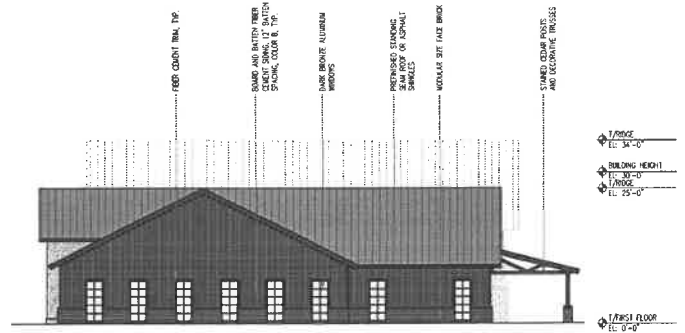 FIBER CEMENT TRIM, TYP.
BOARD AND BATTEN FIBER
CEMENT SIDING, 12" BATTEN
SPACING, COLOR B, TYP.
DARK BRONZE ALUMINUM
WINDOWS
PREFINISHED STANDING
SEAM ROOF OR ASPHALT
SHINGLES
MODULAR SIZE FACE BRICK
STAINED CEDAR POSTS
AND DECORATIVE TRUSSES
T/RIDGE
EL: 34'-0"
BUILDING HEIGHT
EL: 30'-0"
T/RIDGE
EL: 25'-0"
T/FIRST FLOOR
EL: 0'-0"